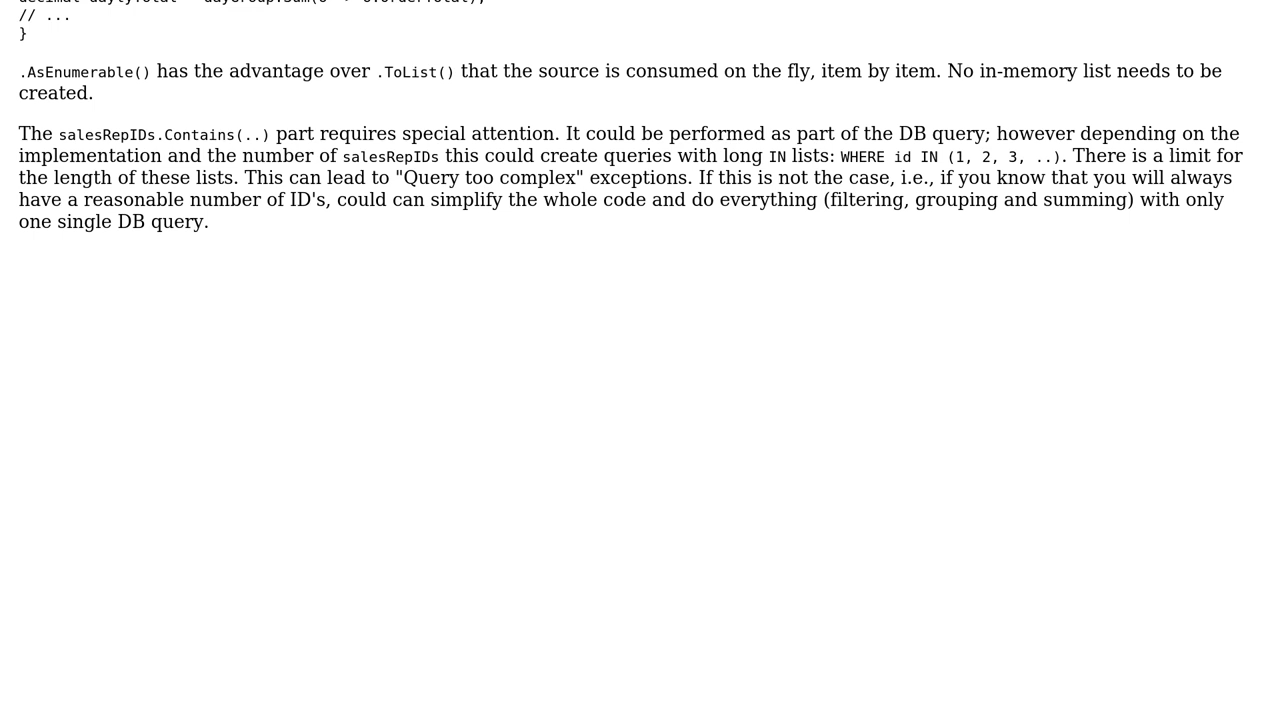 // ...
}
.AsEnumerable() has the advantage over .ToList() that the source is consumed on the fly, item by item. No in-memory list needs to be
created.
The salesRepIDs.Contains(..) part requires special attention. It could be performed as part of the DB query; however depending on the
implementation and the number of salesRepIDs this could create queries with long IN lists: WHERE id IN (1, 2, 3, ..). There is a limit for
the length of these lists. This can lead to "Query too complex" exceptions. If this is not the case, i.e., if you know that you will always
have a reasonable number of ID's, could can simplify the whole code and do everything (filtering, grouping and summing) with only
one single DB query.